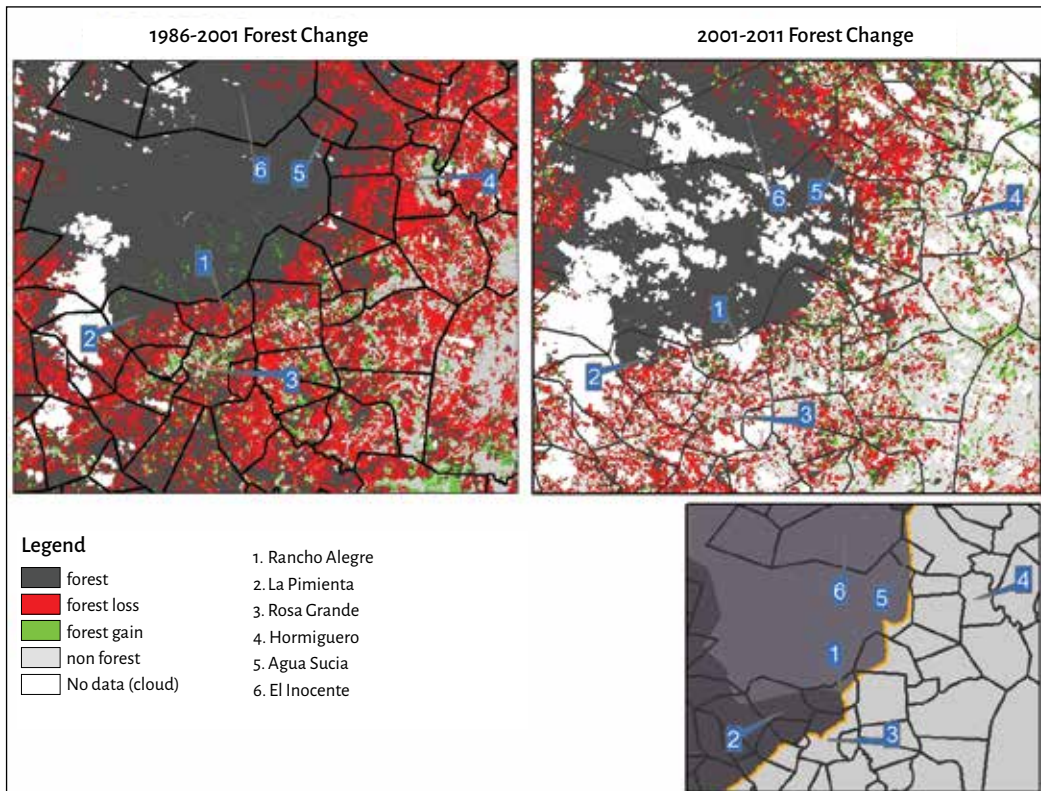 1986-2001 Forest Change
2001-2011 Forest Change
6
5
4
1
2
3
6
5
4
1
2
3
Legend
forest
forest loss
forest gain
non forest
No data (cloud)
1. Rancho Alegre
2. La Pimienta
3. Rosa Grande
4. Hormiguero
5. Agua Sucia
6. El Inocente
4
6
5
1
2
3